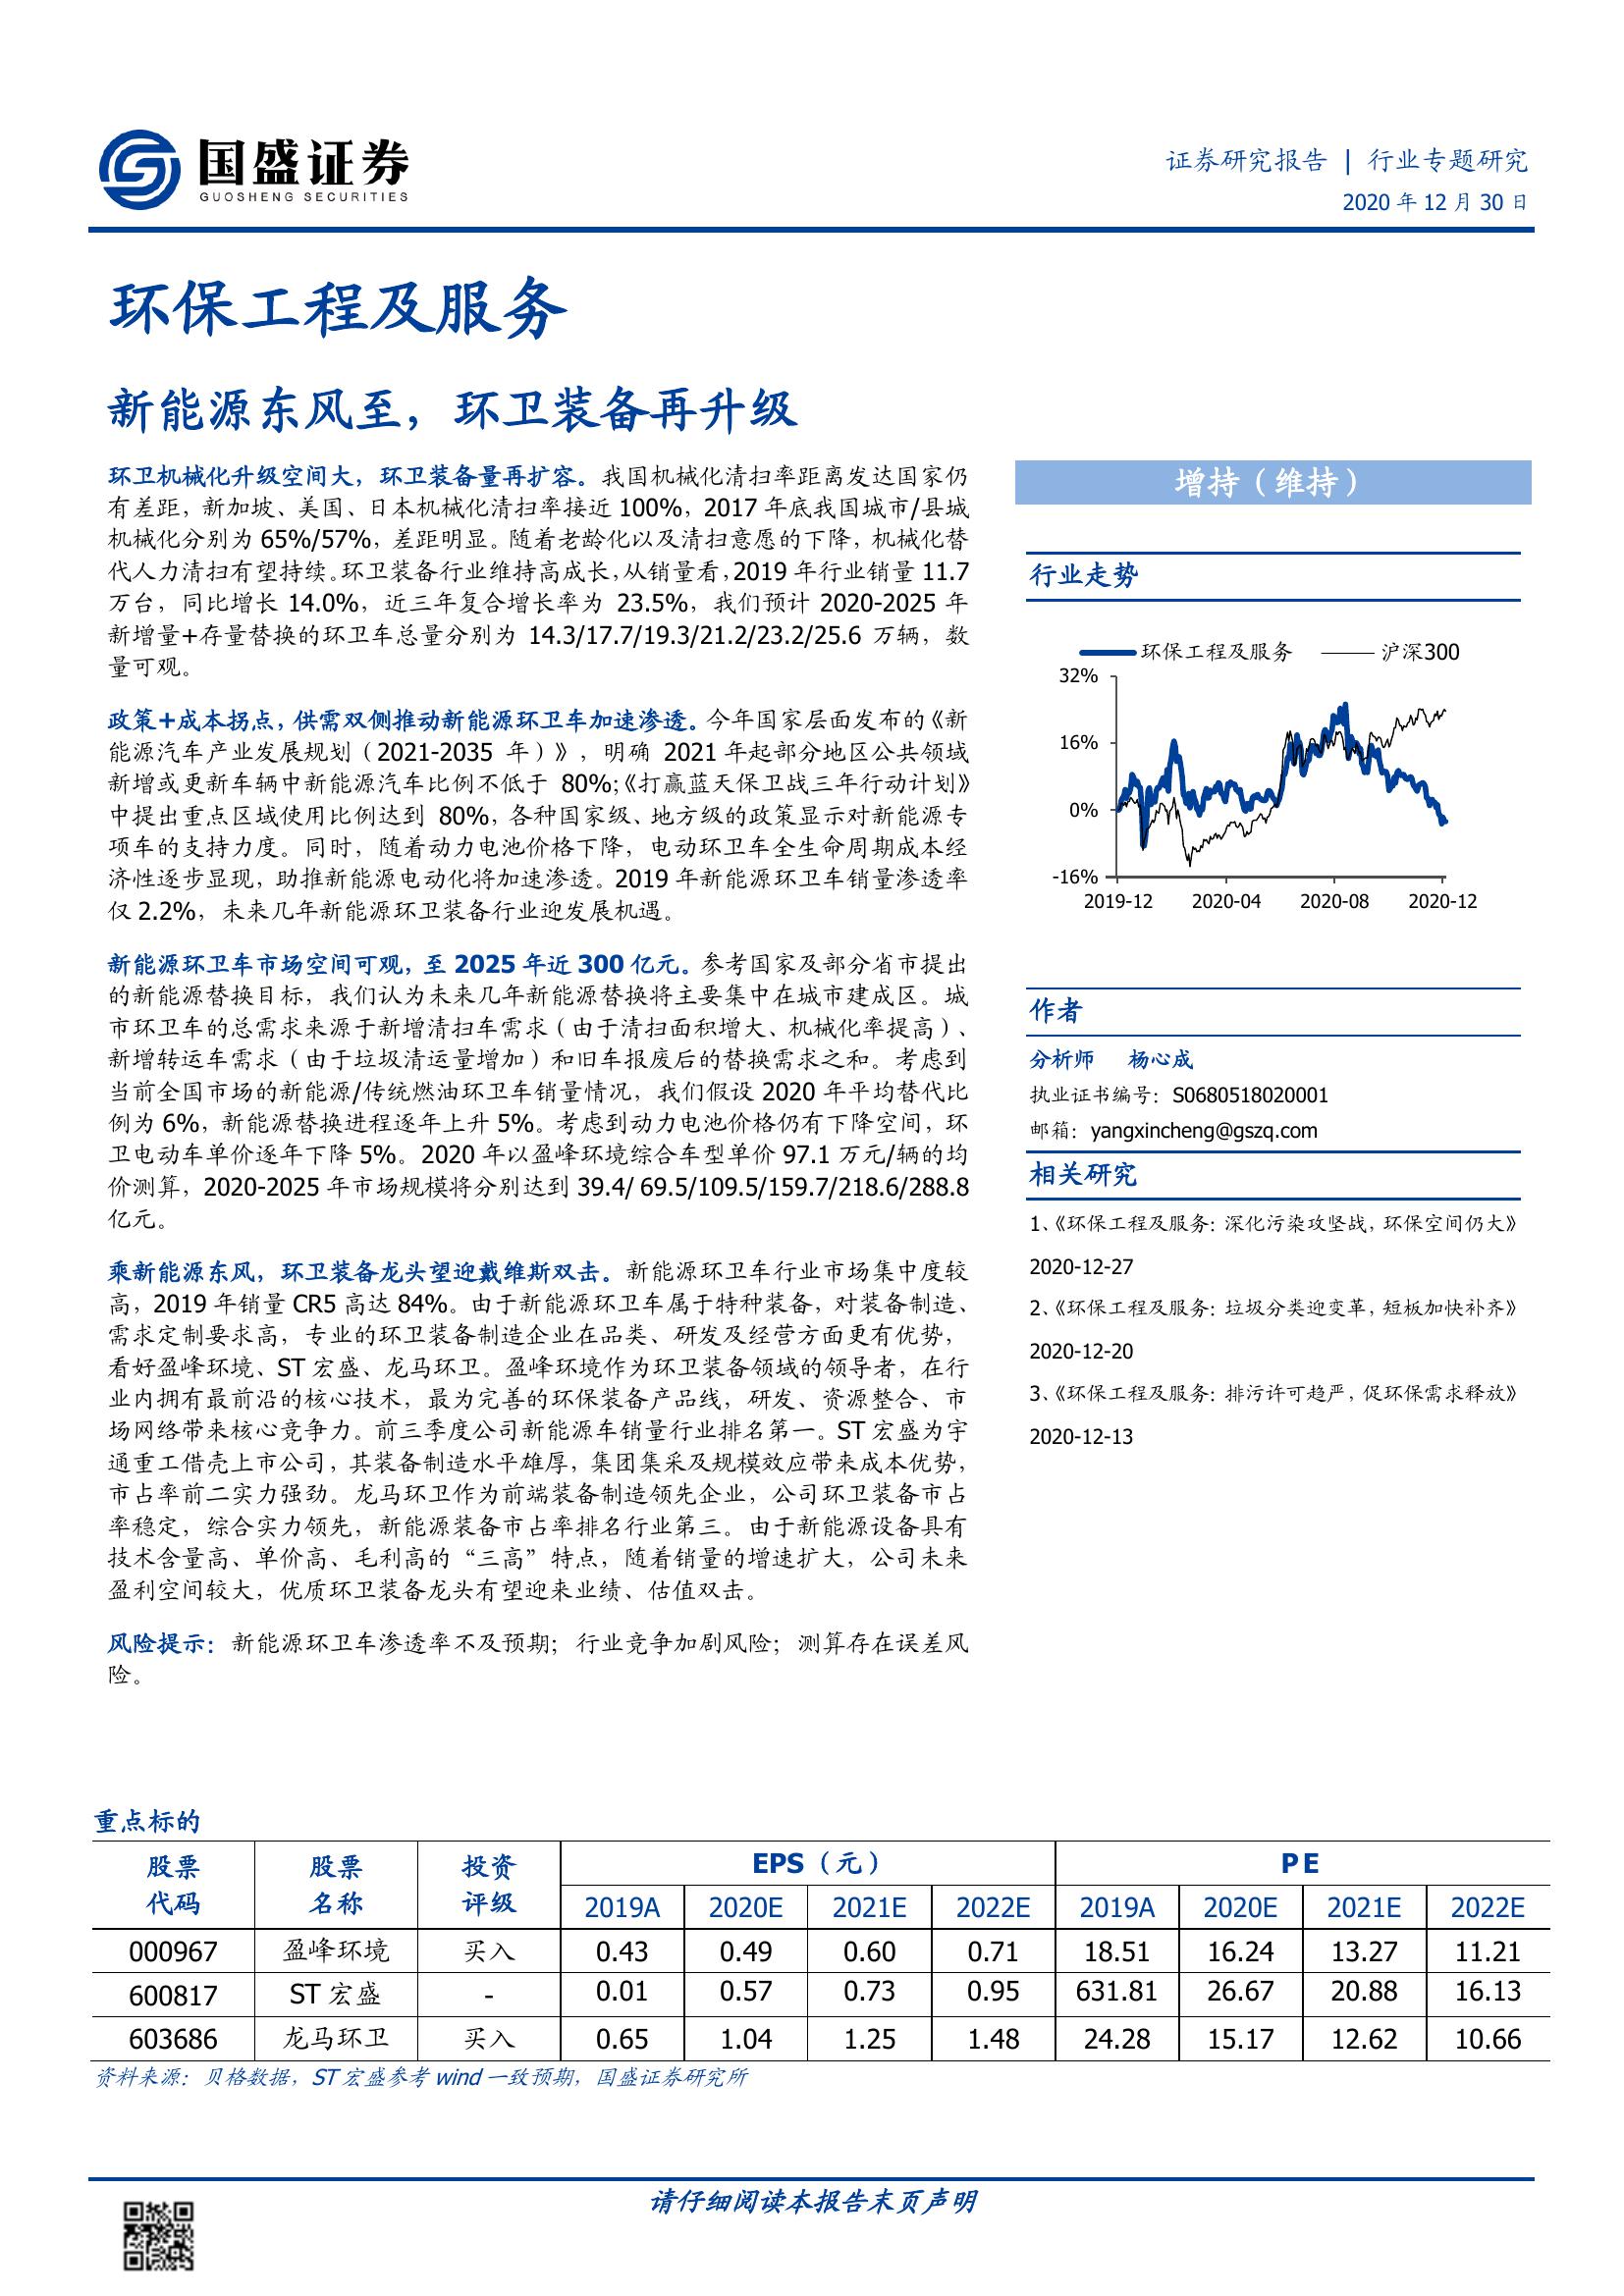 国盛证券
GUOSHENG SECURITIES
证券研究报告 | 行业专题研究
2020 年 12 月 30 日
环保工程及服务
新能源东风至，环卫装备再升级
环卫机械化升级空间大，环卫装备量再扩容。我国机械化清扫率距离发达国家仍
有差距，新加坡、美国、日本机械化清扫率接近 100%，2017 年底我国城市/县城
机械化分别为 65%/57%，差距明显。随着老龄化以及清扫意愿的下降，机械化替
代人力清扫有望持续。环卫装备行业维持高成长，从销量看，2019 年行业销量 11.7
万台，同比增长 14.0%，近三年复合增长率为 23.5%，我们预计 2020-2025 年
新增量+存量替换的环卫车总量分别为 14.3/17.7/19.3/21.2/23.2/25.6 万辆，数
量可观。
政策+成本拐点，供需双侧推动新能源环卫车加速渗透。今年国家层面发布的《新
能源汽车产业发展规划（2021-2035 年）》，明确 2021 年起部分地区公共领域
新增或更新车辆中新能源汽车比例不低于 80%；《打赢蓝天保卫战三年行动计划》
中提出重点区域使用比例达到 80%，各种国家级、地方级的政策显示对新能源专
项车的支持力度。同时，随着动力电池价格下降，电动环卫车全生命周期成本经
济性逐步显现，助推新能源电动化将加速渗透。2019 年新能源环卫车销量渗透率
仅 2.2%，未来几年新能源环卫装备行业迎发展机遇。
新能源环卫车市场空间可观，至 2025 年近 300 亿元。参考国家及部分省市提出
的新能源替换目标，我们认为未来几年新能源替换将主要集中在城市建成区。城
市环卫车的总需求来源于新增清扫车需求（由于清扫面积增大、机械化率提高）、
新增转运车需求（由于垃圾清运量增加）和旧车报废后的替换需求之和。考虑到
当前全国市场的新能源/传统燃油环卫车销量情况，我们假设 2020 年平均替代比
例为 6%，新能源替换进程逐年上升 5%。考虑到动力电池价格仍有下降空间，环
卫电动车单价逐年下降 5%。2020 年以盈峰环境综合车型单价 97.1 万元/辆的均
价测算，2020-2025 年市场规模将分别达到 39.4/ 69.5/109.5/159.7/218.6/288.8
亿元。
乘新能源东风，环卫装备龙头望迎戴维斯双击。新能源环卫车行业市场集中度较
高，2019 年销量 CR5 高达 84%。由于新能源环卫车属于特种装备，对装备制造、
需求定制要求高，专业的环卫装备制造企业在品类、研发及经营方面更有优势，
看好盈峰环境、ST 宏盛、龙马环卫。盈峰环境作为环卫装备领域的领导者，在行
业内拥有最前沿的核心技术，最为完善的环保装备产品线，研发、资源整合、市
场网络带来核心竞争力。前三季度公司新能源车销量行业排名第一。ST 宏盛为宇
通重工借壳上市公司，其装备制造水平雄厚，集团集采及规模效应带来成本优势，
市占率前二实力强劲。龙马环卫作为前端装备制造领先企业，公司环卫装备市占
率稳定，综合实力领先，新能源装备市占率排名行业第三。由于新能源设备具有
技术含量高、单价高、毛利高的“三高”特点，随着销量的增速扩大，公司未来
盈利空间较大，优质环卫装备龙头有望迎来业绩、估值双击。
风险提示：新能源环卫车渗透率不及预期；行业竞争加剧风险；测算存在误差风
险。
增持（维持）
行业走势
环保工程及服务 沪深300
32%
16%
0%
-16%
2019-12 2020-04 2020-08 2020-12
作者
分析师 杨心成
执业证书编号：S0680518020001
邮箱：yangxincheng@gszq.com
相关研究
1、《环保工程及服务：深化污染攻坚战，环保空间仍大》
2020-12-27
2、《环保工程及服务：垃圾分类迎变革，短板加快补齐》
2020-12-20
3、《环保工程及服务：排污许可趋严，促环保需求释放》
2020-12-13
重点标的
股票 股票 投资 EPS（元） P E
代码 名称 评级 2019A 2020E 2021E 2022E 2019A 2020E 2021E 2022E
000967 盈峰环境 买入 0.43 0.49 0.60 0.71 18.51 16.24 13.27 11.21
600817 ST 宏盛 - 0.01 0.57 0.73 0.95 631.81 26.67 20.88 16.13
603686 龙马环卫 买入 0.65 1.04 1.25 1.48 24.28 15.17 12.62 10.66
资料来源：贝格数据，ST 宏盛参考 wind 一致预期，国盛证券研究所
请仔细阅读本报告末页声明